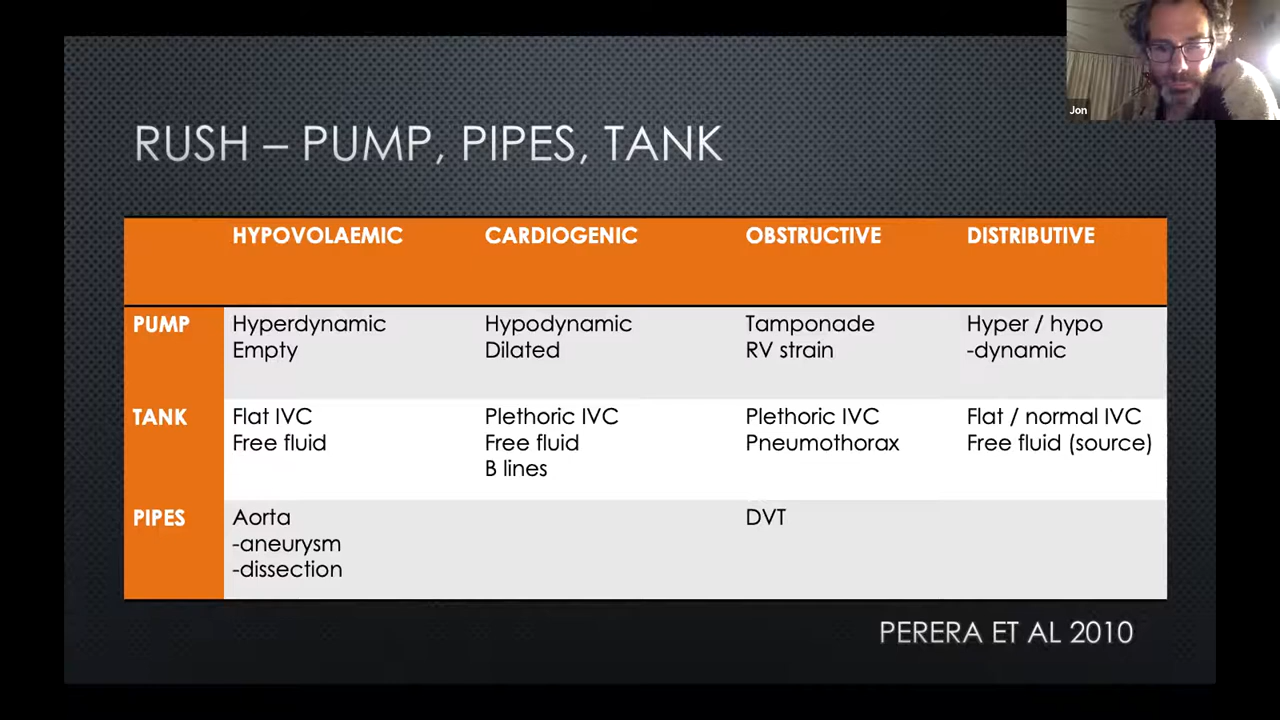 Jon
RUSH – PUMP, PIPES, TANK
HYPOVOLAEMIC CARDIOGENIC OBSTRUCTIVE DISTRIBUTIVE
PUMP Hyperdynamic Hypodynamic Tamponade Hyper / hypo
Empty Dilated RV strain -dynamic
TANK Flat IVC Plethoric IVC Plethoric IVC Flat / normal IVC
Free fluid Free fluid Pneumothorax Free fluid (source)
B lines
PIPES Aorta DVT
-aneurysm
-dissection
PERERA ET AL 2010